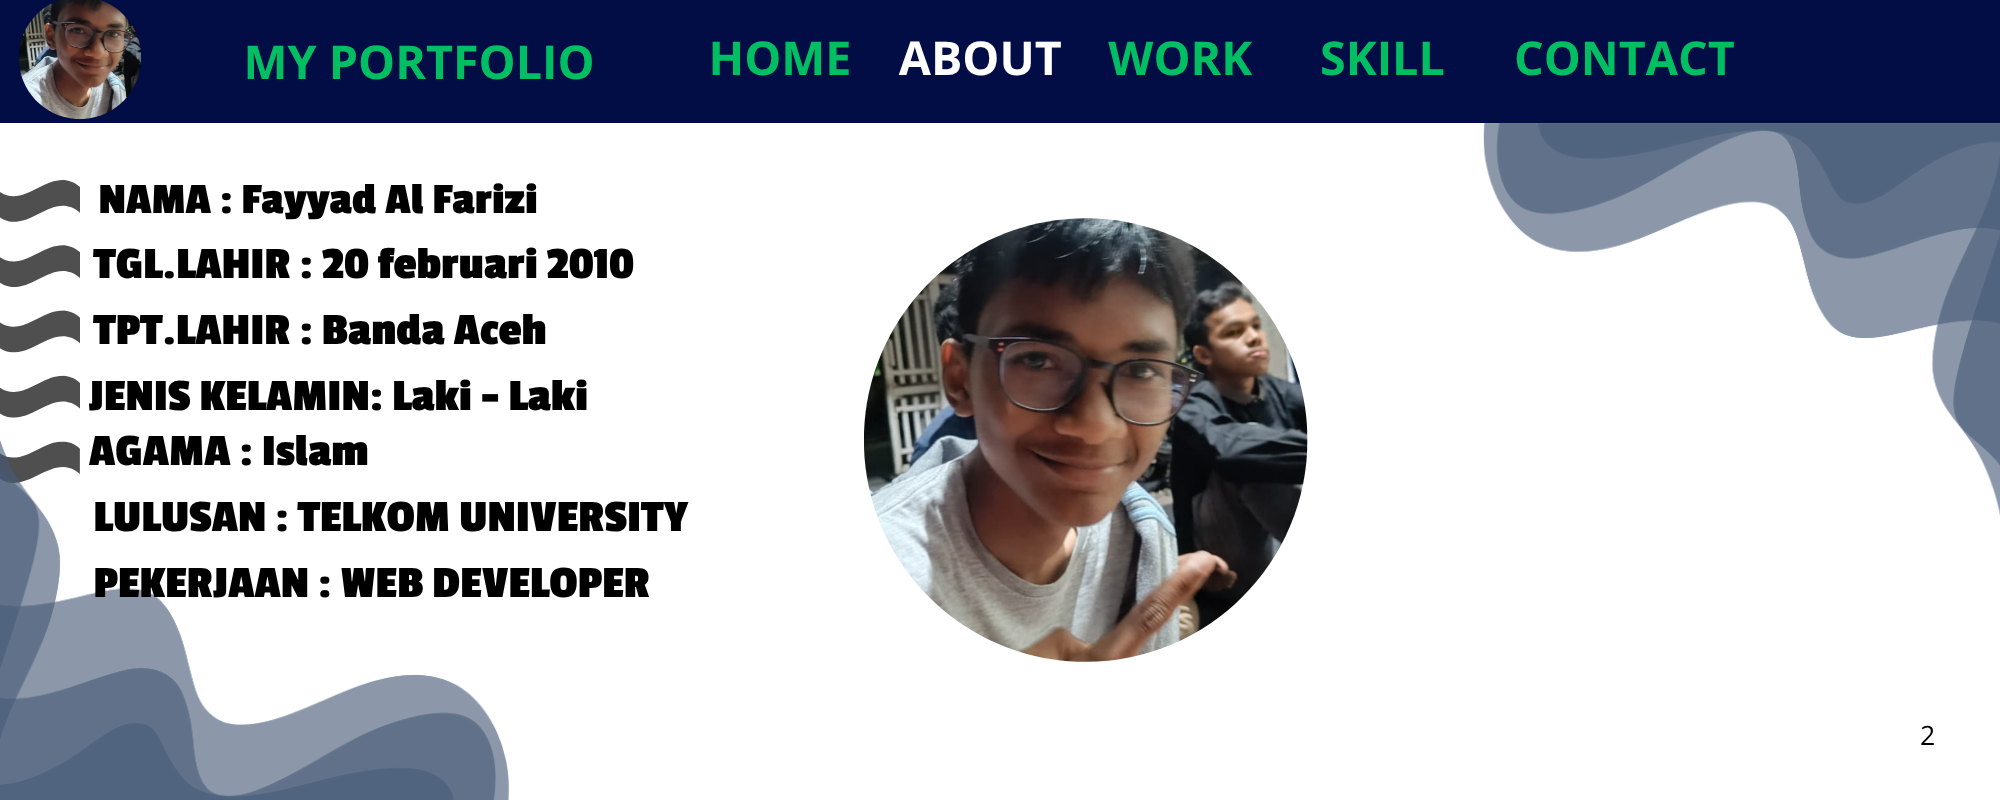 MY PORTFOLIO HOME ABOUT WORK SKILL CONTACT
NAMA : Fayyad Al Farizi
TGL.LAHIR : 20 februari 2010
TPT.LAHIR : Banda Aceh
JENIS KELAMIN: Laki - Laki
AGAMA : Islam
LULUSAN : TELKOM UNIVERSITY
PEKERJAAN : WEB DEVELOPER
2